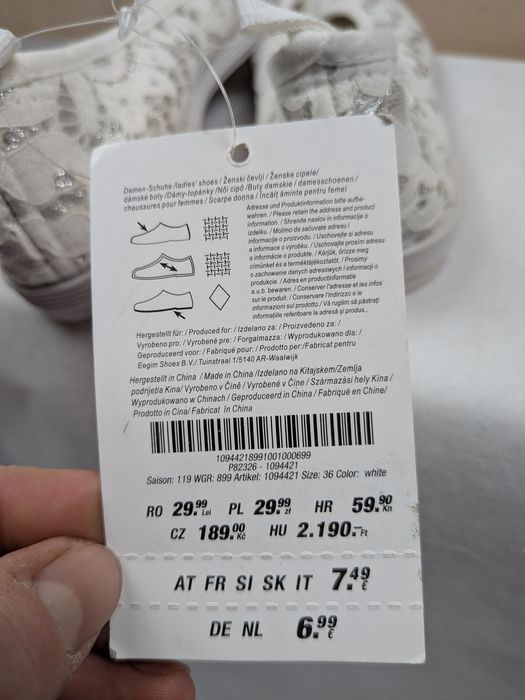 Damen-Schuhe /ladies' shoes / Ženski čevlji / Ženske cipele/
dámské boty /Dámy-topánky /Női cipő /Buty damskie / damesschoenen /
chaussures pour femmes / Scarpe donna / Încălț áminte pentru femei
Adresse und Produktinformation bitte aufbe-
wahren. / Please retain the address and product
information. / Shranite naslov in informacije o
izdelku / Molimo da sačuvate adresu i
informacije o proizvodu. / Uschovejte si adresu
a informace o výrobku. / Uschovajte prosím adresu
a informácie o produkte. / Kérjük, őrizze meg
címünket és a terméktájékoztatót. / Prosimy
o zachowanie danych adresowych i informacji o
produkcie. / Adres en productinformatie
a.u.b. bewaren. / Conserver l'adresse et les infos
sur le produit. / Conservare l'indirizzo e le
informazioni sul prodotto./ Vă rugăm să păstrați
informațiile referitoare la adresă și produs.,
Hergestellt für: / Produced for: / Izdelano za: / Proizvedeno za: /
Vyrobeno pro: / Vyrobené pre: / Forgalmazza: / Wyprodukowano dla: /
Geproduceerd voor: / Fabriqué pour: / Prodotto per:/ Fabricat pentru
Eegim Shoes B.V./ Tuinstraat 1/5140 AR-Waalwijk
Hergestellt in China / Made in China /Izdelano na Kitajskem/Zemlja
podrijetla Kina/ Vyrobeno v Číně / Vyrobené v Číne / Származási hely Kína/
Wyprodukowano w Chinach / Geproduceerd in China / Fabriqué en Chine/
Prodotto in Cina/ Fabricat în China
10944218991001000699
P82326 - 1094421
Saison: 119 WGR: 899 Artikel: 1094421 Size: 36 Color: white
RO 29.99 Lei PL 29.99 zł HR 59.90 Kn
CZ 189.00 Kč HU 2.190.- Ft
AT FR SI SK IT 7.49 €
DE NL 6.99 €